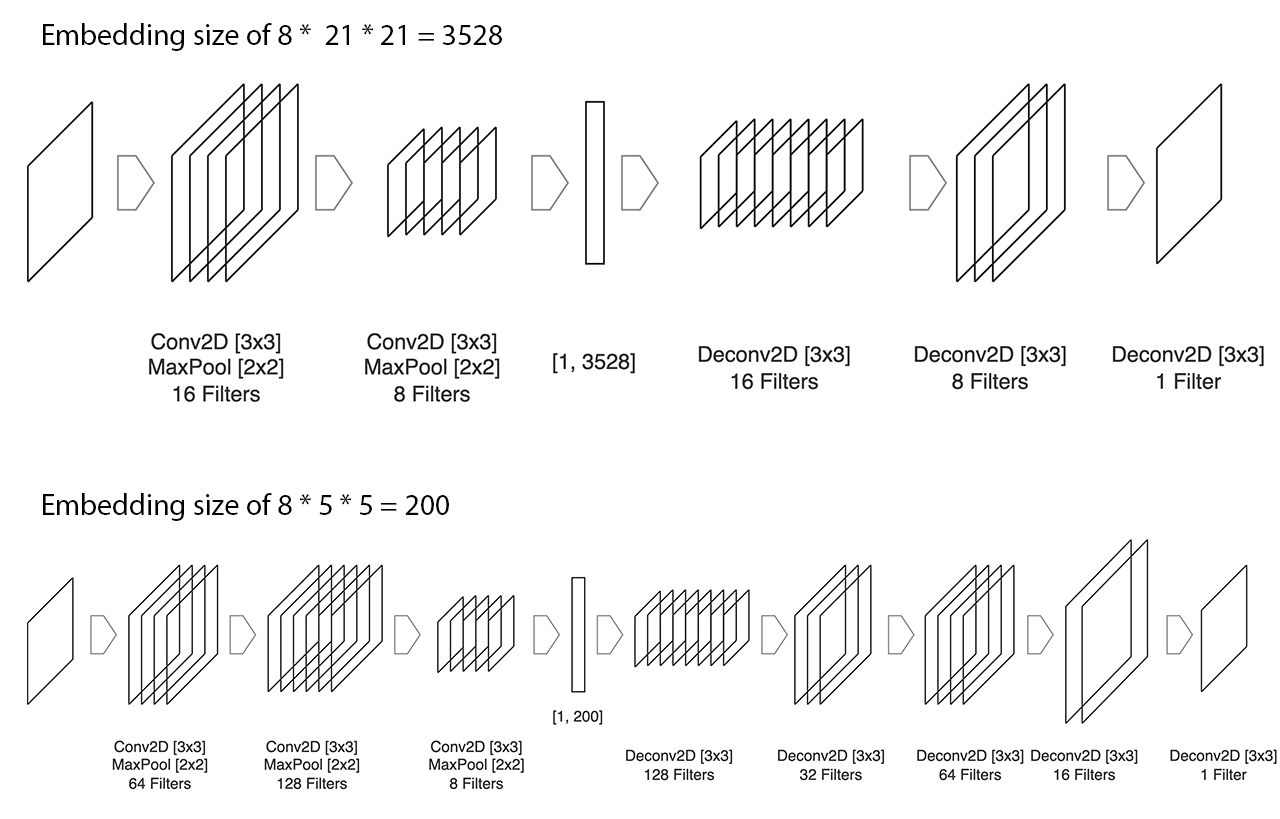 Embedding size of 8 * 21 * 21 = 3528
Conv2D [3x3]
MaxPool [2x2]
16 Filters
Conv2D [3x3]
MaxPool [2x2]
8 Filters
[1, 3528]
Deconv2D [3x3]
16 Filters
Deconv2D [3x3]
8 Filters
Deconv2D [3x3]
1 Filter
Embedding size of 8 * 5 * 5 = 200
Conv2D [3x3]
MaxPool [2x2]
64 Filters
Conv2D [3x3]
MaxPool [2x2]
128 Filters
Conv2D [3x3]
MaxPool [2x2]
8 Filters
[1, 200]
Deconv2D [3x3]
128 Filters
Deconv2D [3x3]
32 Filters
Deconv2D [3x3]
64 Filters
Deconv2D [3x3]
16 Filters
Deconv2D [3x3]
1 Filter